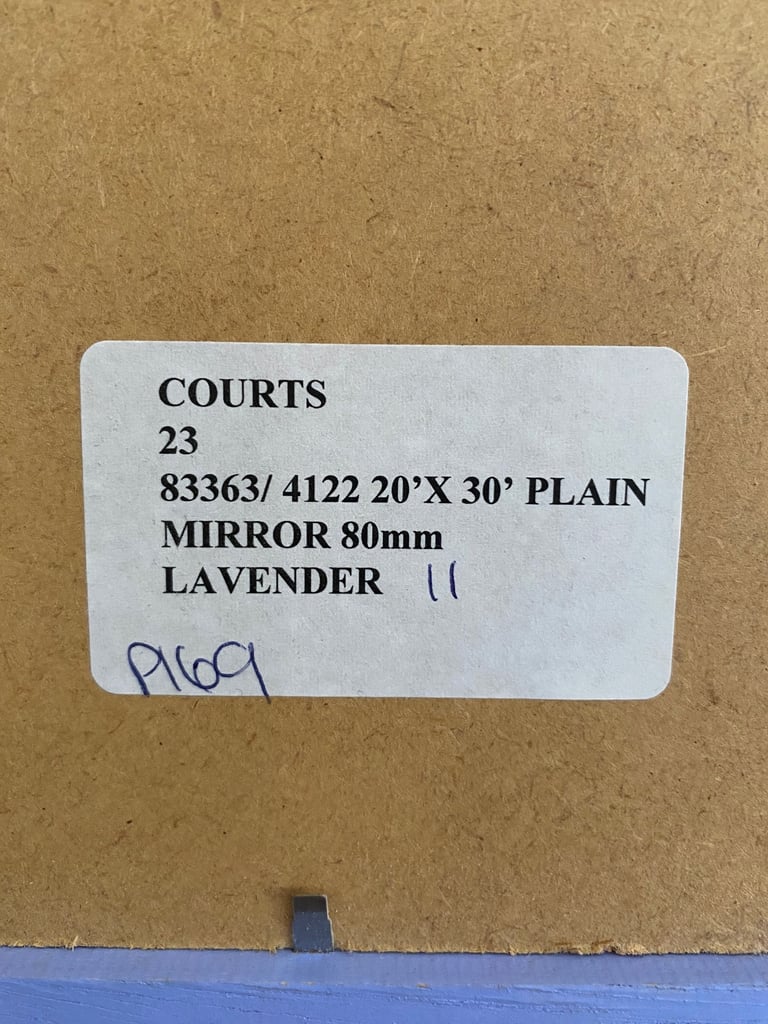 COURTS
23
83363/ 4122 20’X 30’ PLAIN
MIRROR 80mm
LAVENDER 11
P169